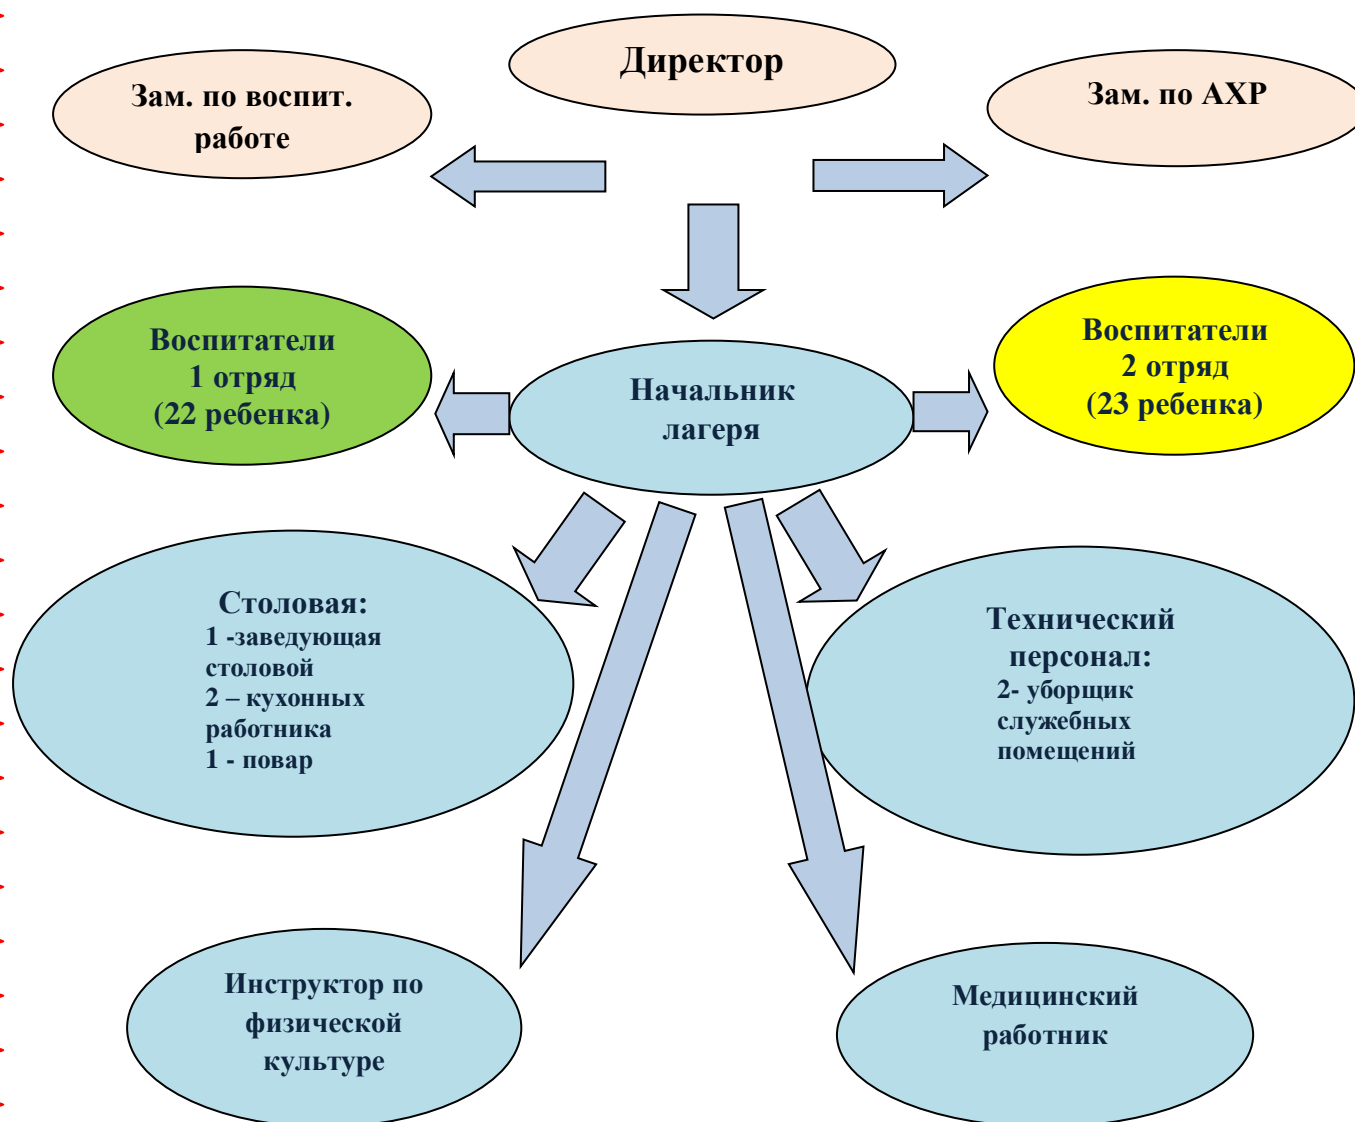 Директор
Зам. по воспит.
работе
Зам. по АХР
Воспитатели
1 отряд
(22 ребенка)
Начальник
лагеря
Воспитатели
2 отряд
(23 ребенка)
Столовая:
1 -заведующая
столовой
2 – кухонных
работника
1 - повар
Технический
персонал:
2- уборщик
служебных
помещений
Инструктор по
физической
культуре
Медицинский
работник